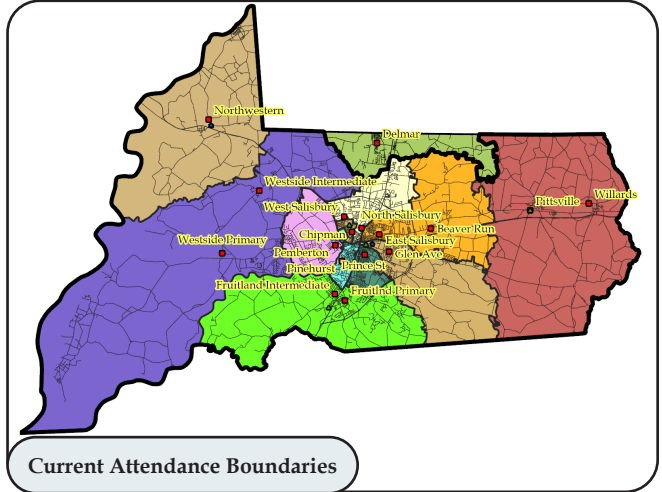 Northwestern
Delmar
Westside Intermediate
Pittsville
Willards
West Salisbury
North Salisbury
Beaver Run
Chipman
East Salisbury
Westside Primary
Pemberton
Glen Ave
Pinehurst
Prince St
Fruitland Intermediate
Fruitlnd Primary
Current Attendance Boundaries